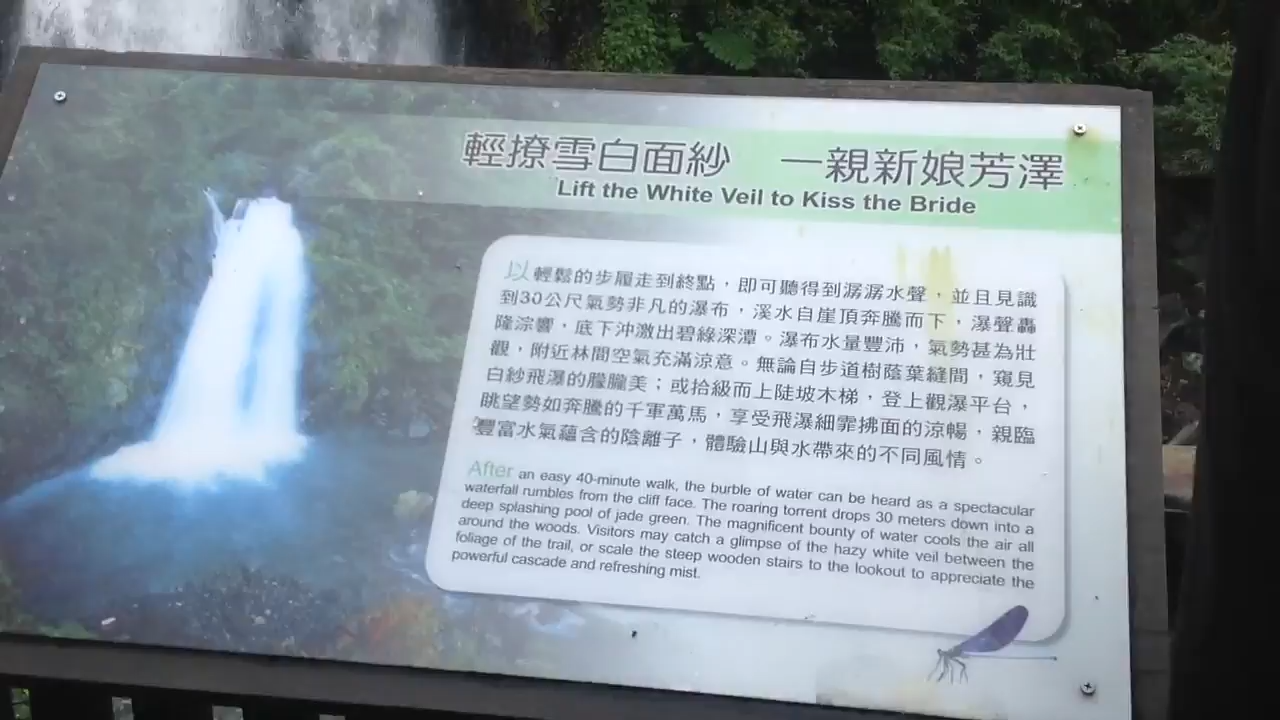 輕撩雪白面紗　一親新娘芳澤
Lift the White Veil to Kiss the Bride
以輕鬆的步履走到終點，即可聽得到潺潺水聲，並且見識
到30公尺氣勢非凡的瀑布，溪水自崖頂奔騰而下，瀑聲轟
隆淙響，底下沖激出碧綠深潭。瀑布水量豐沛，氣勢甚為壯
觀，附近林間空氣充滿涼意。無論自步道樹蔭葉縫間，窺見
白紗飛瀑的朦朧美；或拾級而上陡坡木梯，登上觀瀑平台，
眺望勢如奔騰的千軍萬馬，享受飛瀑細霏拂面的涼暢，親臨
豐富水氣蘊含的陰離子，體驗山與水帶來的不同風情。
After an easy 40-minute walk, the burble of water can be heard as a spectacular
waterfall rumbles from the cliff face. The roaring torrent drops 30 meters down into a
deep splashing pool of jade green. The magnificent bounty of water cools the air all
around the woods. Visitors may catch a glimpse of the hazy white veil between the
foliage of the trail, or scale the steep wooden stairs to the lookout to appreciate the
powerful cascade and refreshing mist.